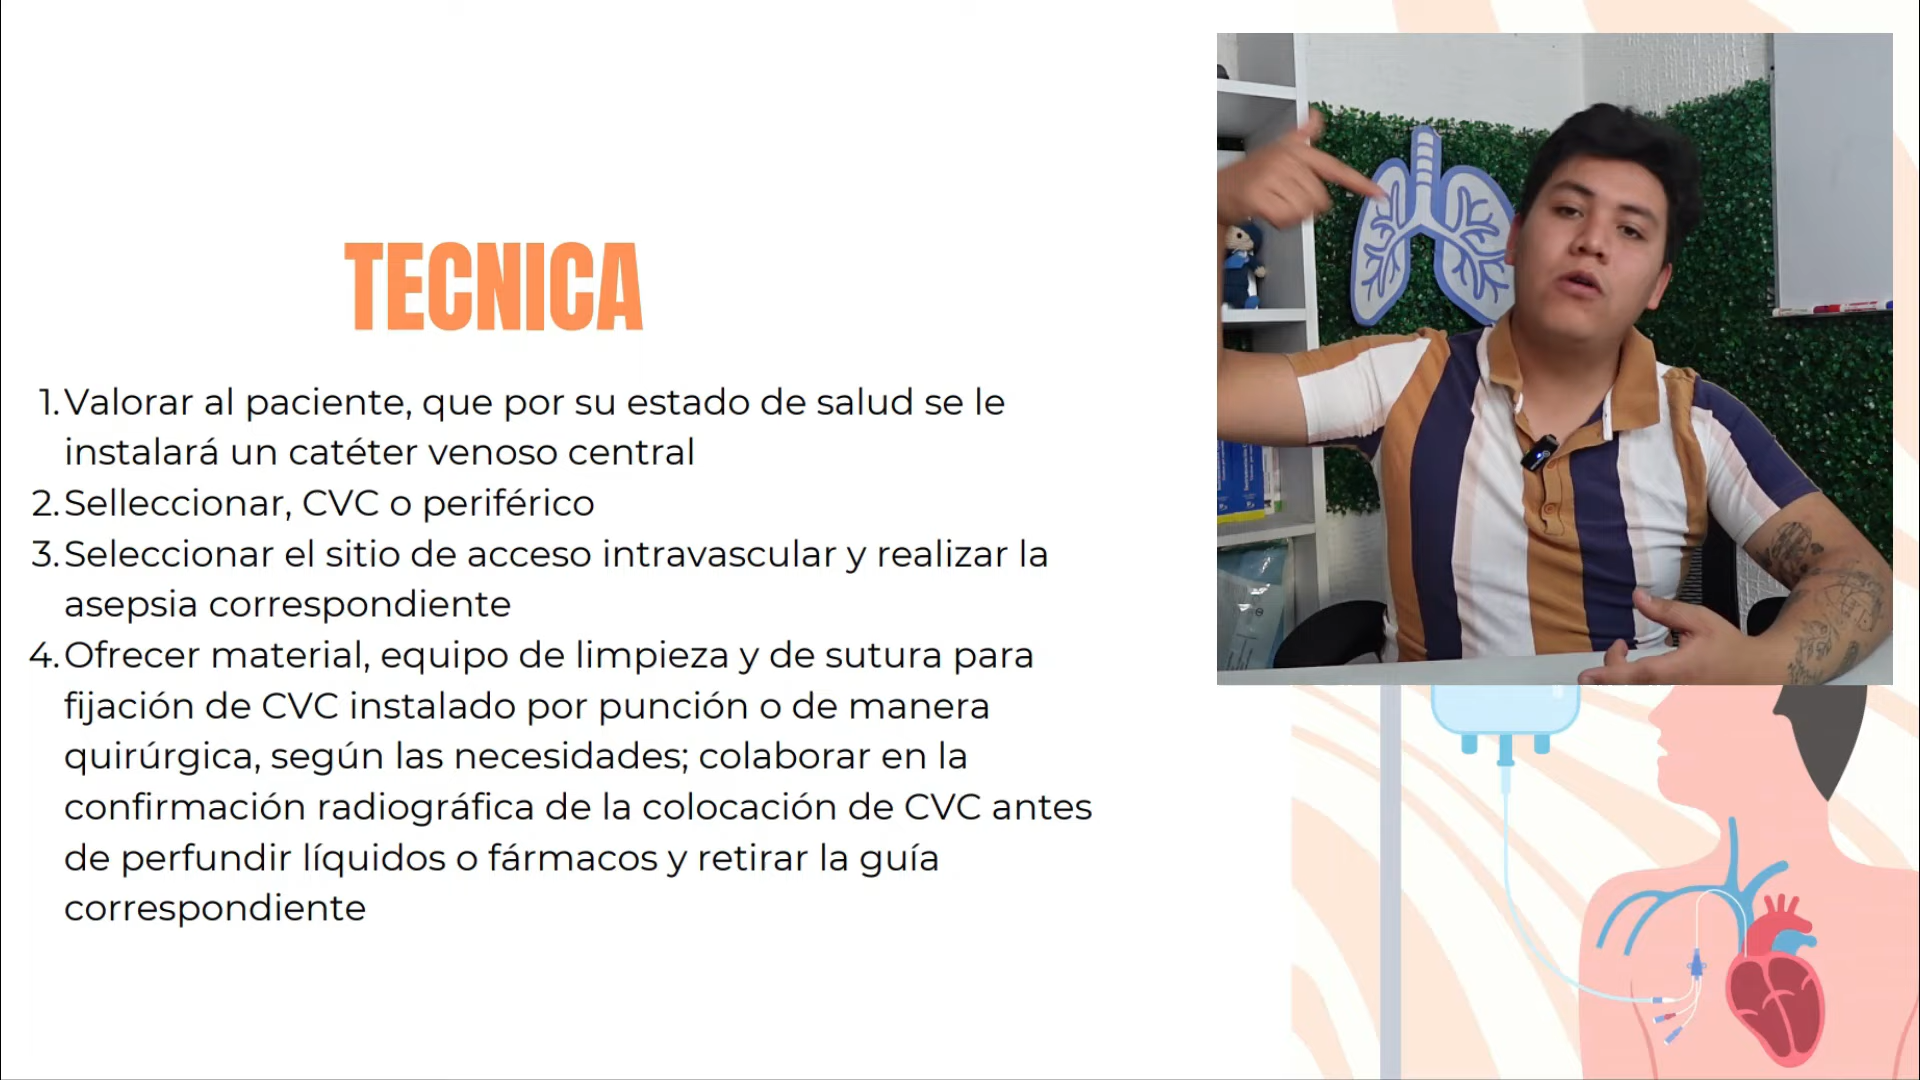 TECNICA
1. Valorar al paciente, que por su estado de salud se le
instalará un catéter venoso central
2. Selleccionar, CVC o periférico
3. Seleccionar el sitio de acceso intravascular y realizar la
asepsia correspondiente
4. Ofrecer material, equipo de limpieza y de sutura para
fijación de CVC instalado por punción o de manera
quirúrgica, según las necesidades; colaborar en la
confirmación radiográfica de la colocación de CVC antes
de perfundir líquidos o fármacos y retirar la guía
correspondiente